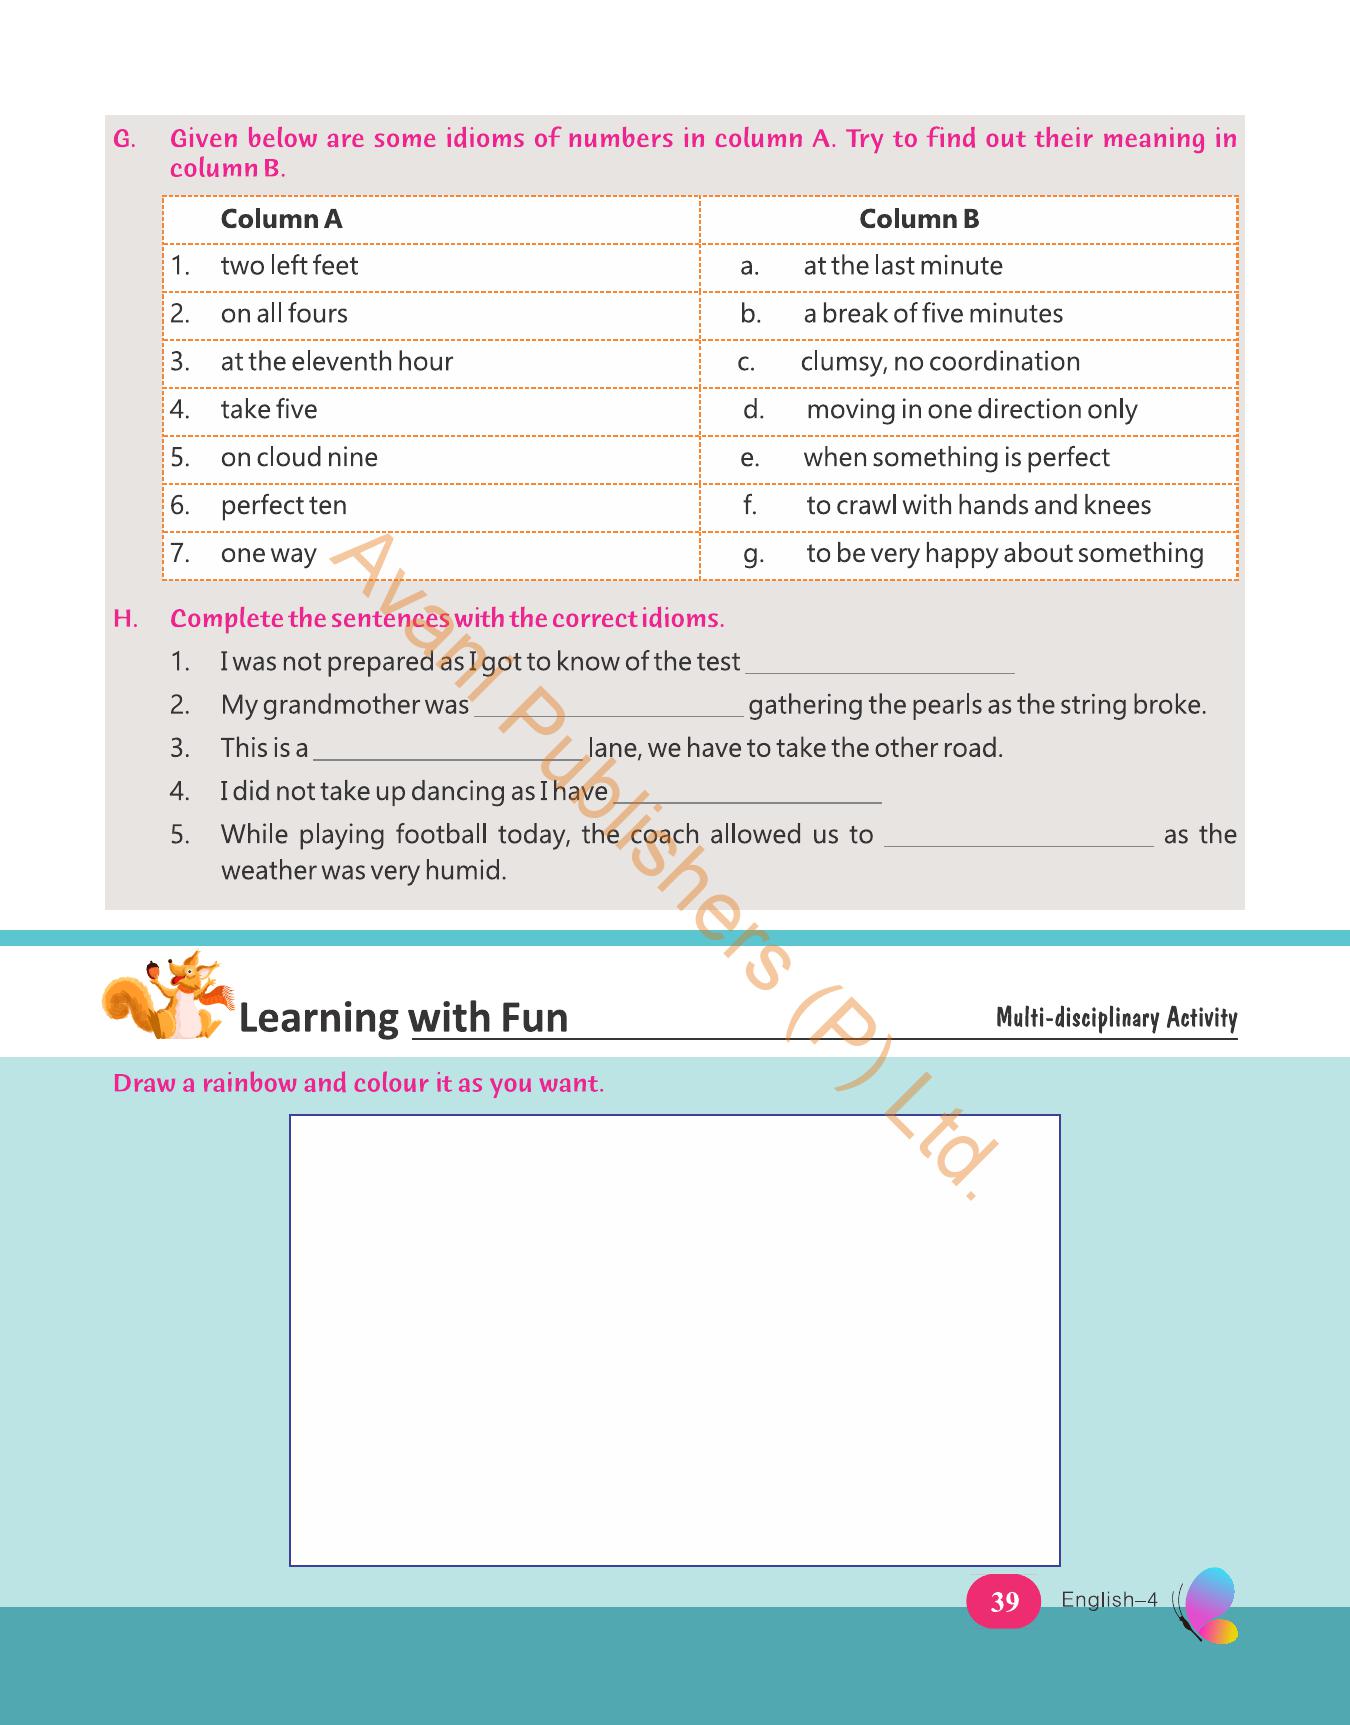 G. Given below are some idioms of numbers in column A. Try to find out their meaning in
column B.
Column A Column B
1. two left feet a. at the last minute
2. on all fours b. a break of five minutes
3. at the eleventh hour c. clumsy, no coordination
4. take five d. moving in one direction only
5. on cloud nine e. when something is perfect
6. perfect ten f. to crawl with hands and knees
7. one way g. to be very happy about something
H. Complete the sentences with the correct idioms.
1. I was not prepared as I got to know of the test ____________________
2. My grandmother was ____________________ gathering the pearls as the string broke.
3. This is a ____________________ lane, we have to take the other road.
4. I did not take up dancing as I have ____________________
5. While playing football today, the coach allowed us to ____________________ as the
weather was very humid.
Avani Publishers (P) Ltd.
Learning with Fun Multi-disciplinary Activity
Draw a rainbow and colour it as you want.
39 English–4